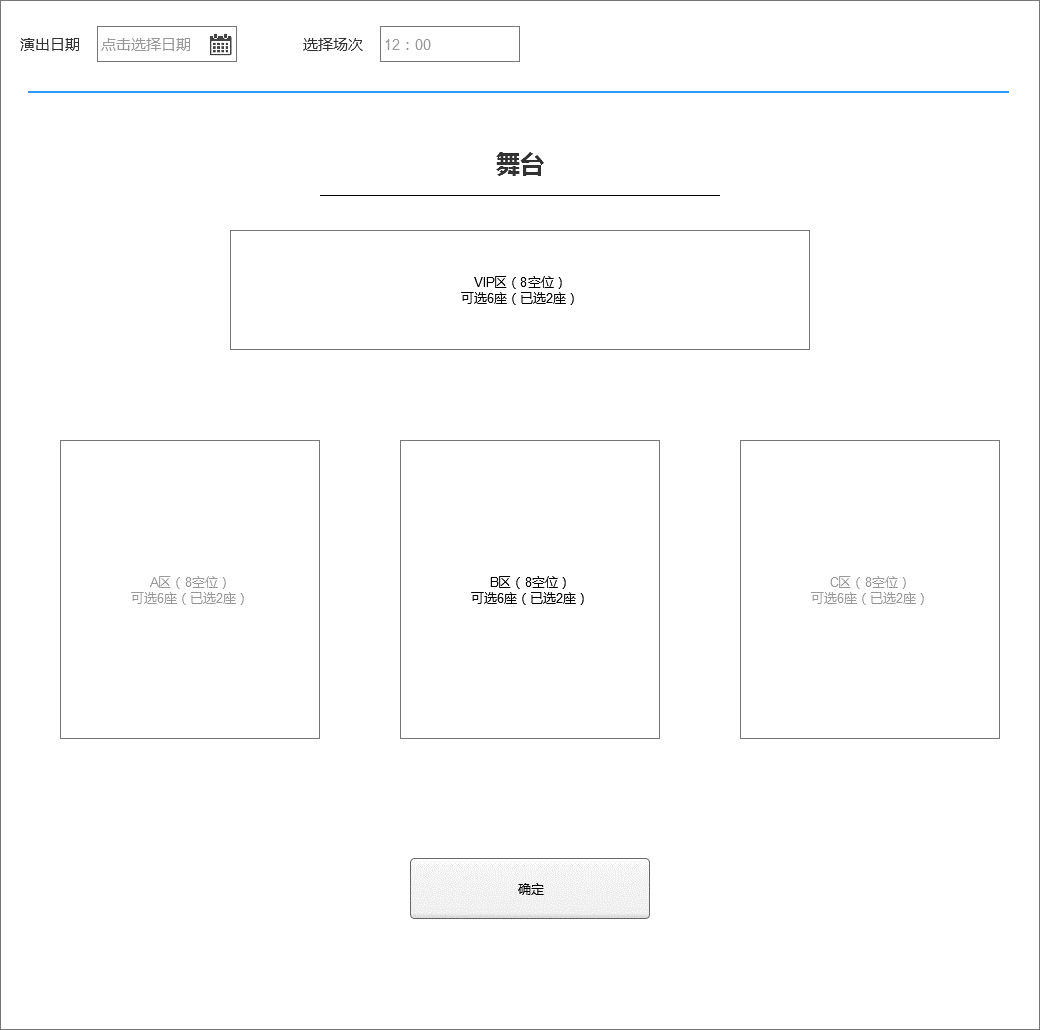 演出日期 点击选择日期 选择场次 12：00
舞台
VIP区（8空位）
可选6座（已选2座）
A区（8空位）
可选6座（已选2座）
B区（8空位）
可选6座（已选2座）
C区（8空位）
可选6座（已选2座）
确定